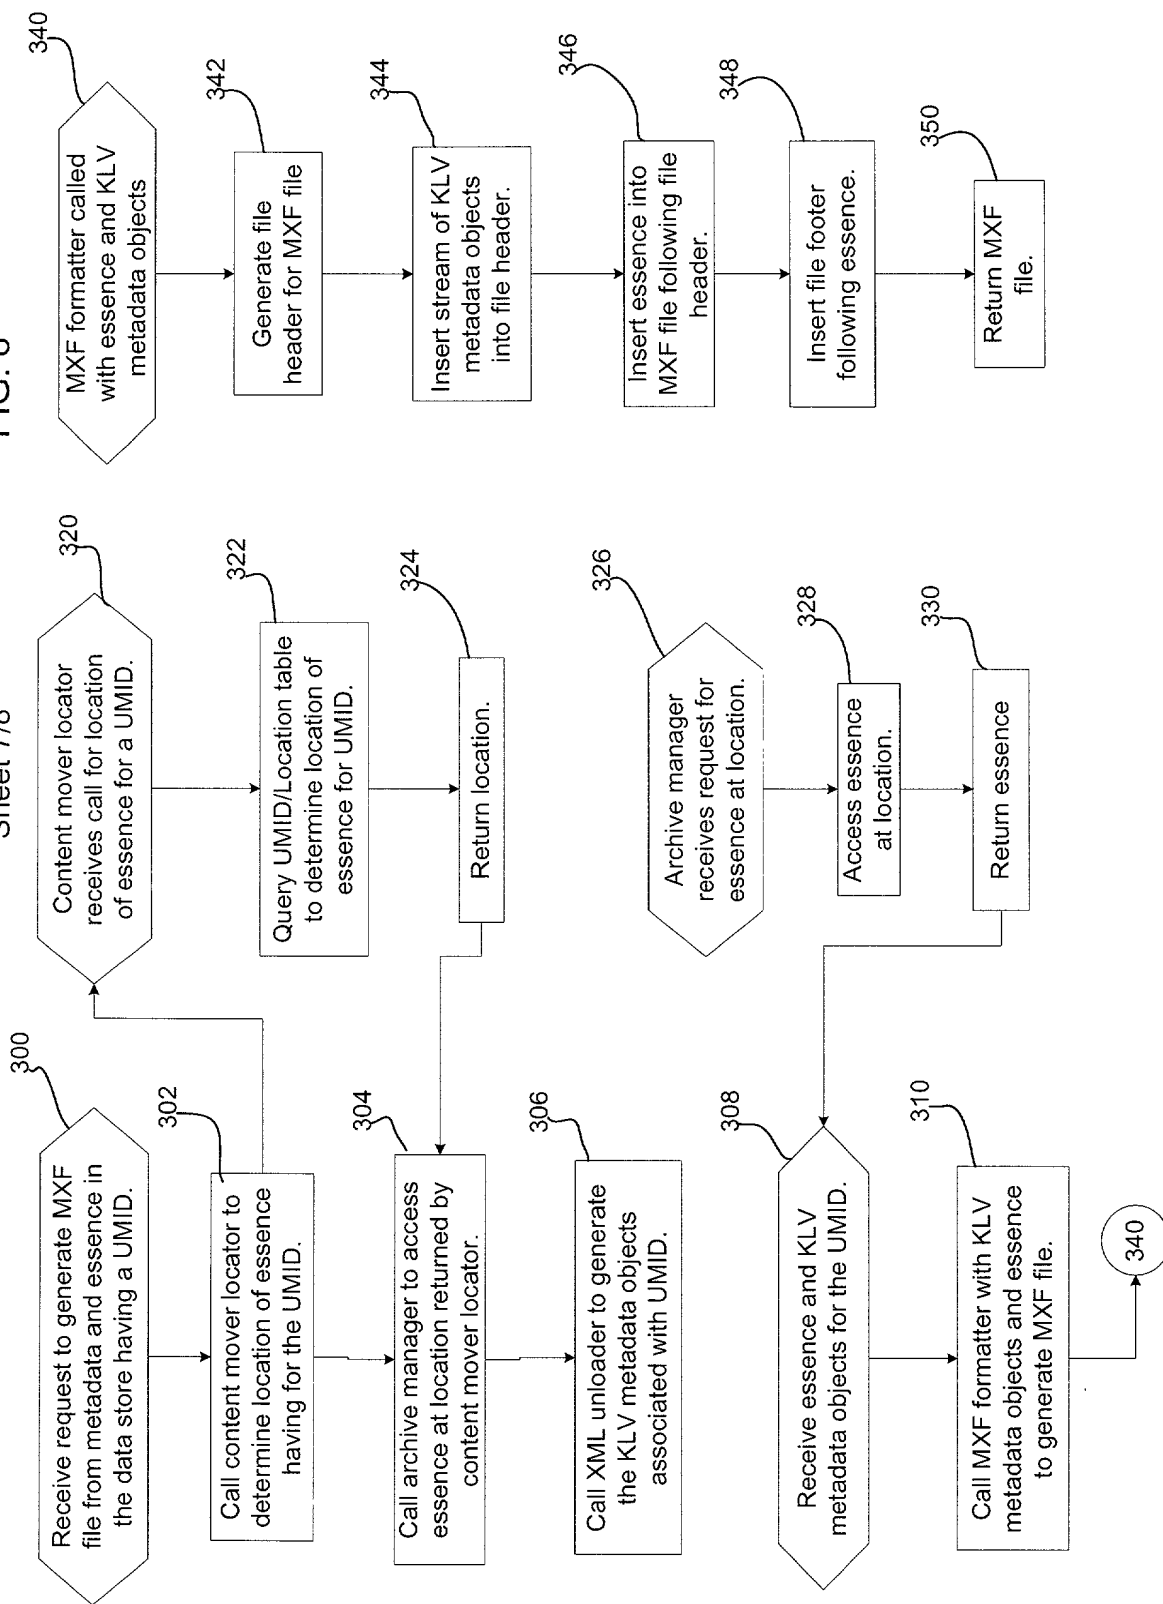 Sheet 7/8
FIG.
300
Receive request to generate MXF
file from metadata and essence in
the data store having a UMID.
302
Call content mover locator to
determine location of essence
having for the UMID.
304
Call archive manager to access
essence at location returned by
content mover locator.
306
Call XML unloader to generate
the KLV metadata objects
associated with UMID.
308
Receive essence and KLV
metadata objects for the UMID.
310
Call MXF formatter with KLV
metadata objects and essence
to generate MXF file.
340
320
Content mover locator
receives call for location
of essence for a UMID.
322
Query UMID/Location table
to determine location of
essence for UMID.
324
Return location.
326
Archive manager
receives request for
essence at location.
328
Access essence
at location.
330
Return essence
340
MXF formatter called
with essence and KLV
metadata objects
342
Generate file
header for MXF file
344
Insert stream of KLV
metadata objects
into file header.
346
Insert essence into
MXF file following file
header.
348
Insert file footer
following essence.
350
Return MXF
file.